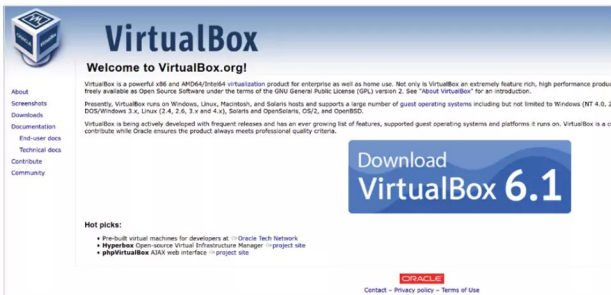 VirtualBox
Welcome to VirtualBox.org!
VirtualBox is a powerful x86 and AMD64/Intel64 virtualization product for enterprise as well as home use. Not only is VirtualBox an extremely feature rich, high performance produc
freely available as Open Source Software under the terms of the GNU General Public License (GPL) version 2. See "About VirtualBox" for an introduction.
Presently, VirtualBox runs on Windows, Linux, Macintosh, and Solaris hosts and supports a large number of guest operating systems including but not limited to Windows (NT 4.0, 2
DOS/Windows 3.x, Linux (2.4, 2.6, 3.x and 4.x), Solaris and OpenSolaris, OS/2, and OpenBSD.
VirtualBox is being actively developed with frequent releases and has an ever growing list of features, supported guest operating systems and platforms it runs on. VirtualBox is a c
contribute while Oracle ensures the product always meets professional quality criteria.
About
Screenshots
Downloads
Documentation
End-user docs
Technical docs
Contribute
Community
Download
VirtualBox 6.1
Hot picks:
• Pre-built virtual machines for developers at Oracle Tech Network
• Hyperbox Open-source Virtual Infrastructure Manager project site
• phpVirtualBox AJAX web interface project site
ORACLE
Contact – Privacy policy – Terms of Use